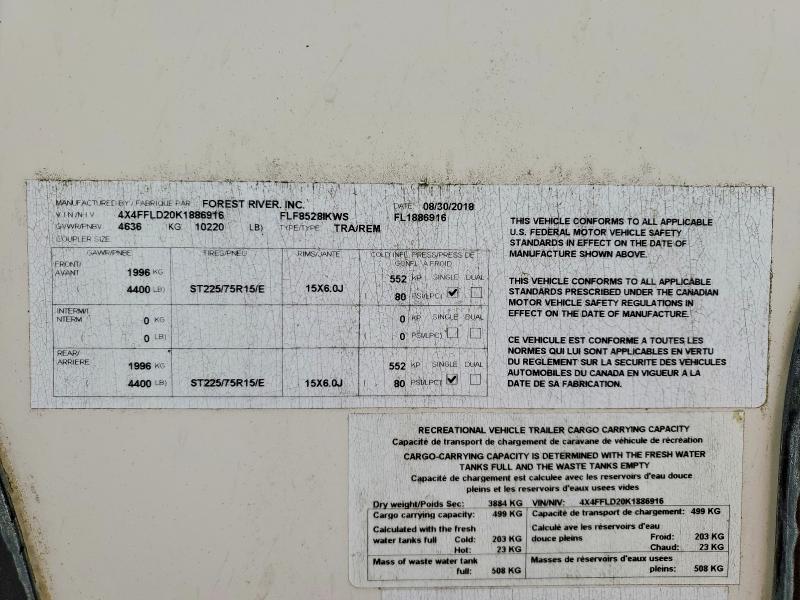 MANUFACTURED BY / FABRIQUE PAR FOREST RIVER. INC. DATE 08/30/2018
V I N / N I V 4X4FFLD20K1886916 FLF8528IKWS FL1886916
GVWR/PNBV 4636 KG 10220 LB) TYPE/TYPE TRA/REM
COUPLER SIZE
GAWR/PNBE TIRES/PNEU RIMS/JANTE COLD INFL. PRESS/PRESS DE GONFL. A FROID
FRONT/ AVANT 1996 KG 552 KP SINGLE DUAL
4400 LB) ST225/75R15/E 15X6.0J 80 PSI/LPC)
INTERM/I NTERM 0 KG 0 KP SINGLE DUAL
( 0 LB) ( 0 PSI/LPC)
REAR/ ARRIERE 1996 KG 552 KP SINGLE DUAL
( 4400 LB) ST225/75R15/E 15X6.0J 80 PSI/LPC)
THIS VEHICLE CONFORMS TO ALL APPLICABLE
U.S. FEDERAL MOTOR VEHICLE SAFETY
STANDARDS IN EFFECT ON THE DATE OF
MANUFACTURE SHOWN ABOVE.
THIS VEHICLE CONFORMS TO ALL APPLICABLE
STANDARDS PRESCRIBED UNDER THE CANADIAN
MOTOR VEHICLE SAFETY REGULATIONS IN
EFFECT ON THE DATE OF MANUFACTURE.
CE VEHICULE EST CONFORME A TOUTES LES
NORMES QUI LUI SONT APPLICABLES EN VERTU
DU REGLEMENT SUR LA SECURITE DES VEHICULES
AUTOMOBILES DU CANADA EN VIGUEUR A LA
DATE DE SA FABRICATION.
RECREATIONAL VEHICLE TRAILER CARGO CARRYING CAPACITY
Capacité de transport de chargement de caravane de véhicule de récréation
CARGO-CARRYING CAPACITY IS DETERMINED WITH THE FRESH WATER
TANKS FULL AND THE WASTE TANKS EMPTY
Capacité de chargement est calculee avec les reservoirs d'eau douce
pleins et les reservoirs d'eaux usees vides
Dry weight/Poids Sec: 3884 KG VIN/NIV: 4X4FFLD20K1886916
Cargo carrying capacity: 499 KG Capacité de transport de chargement: 499 KG
Calculated with the fresh Calculé ave les réservoirs d'eau
water tanks full Cold: 203 KG douce pleins Froid: 203 KG
Hot: 23 KG Chaud: 23 KG
Mass of waste water tank Masses de réservoirs d'eaux usées
full: 508 KG pleins: 508 KG